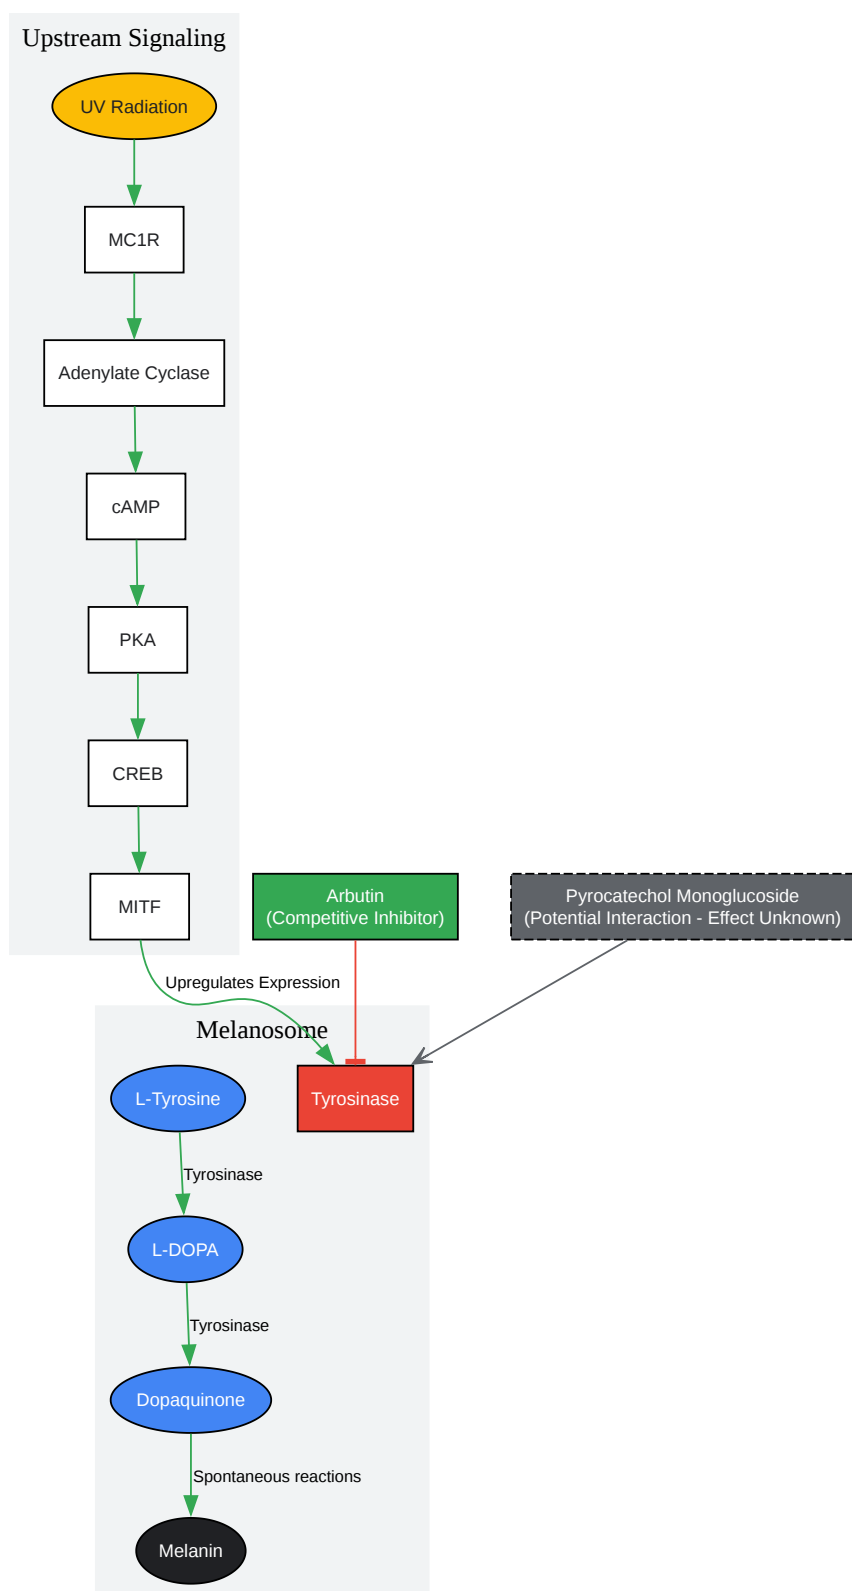 Upstream Signaling
UV Radiation
MC1R
Adenylate Cyclase
cAMP
PKA
CREB
MITF
Arbutin
(Competitive Inhibitor)
Pyrocatechol Monoglucoside
(Potential Interaction - Effect Unknown)
Upregulates Expression
Melanosome
L-Tyrosine
Tyrosinase
Tyrosinase
L-DOPA
Tyrosinase
Dopaquinone
Spontaneous reactions
Melanin